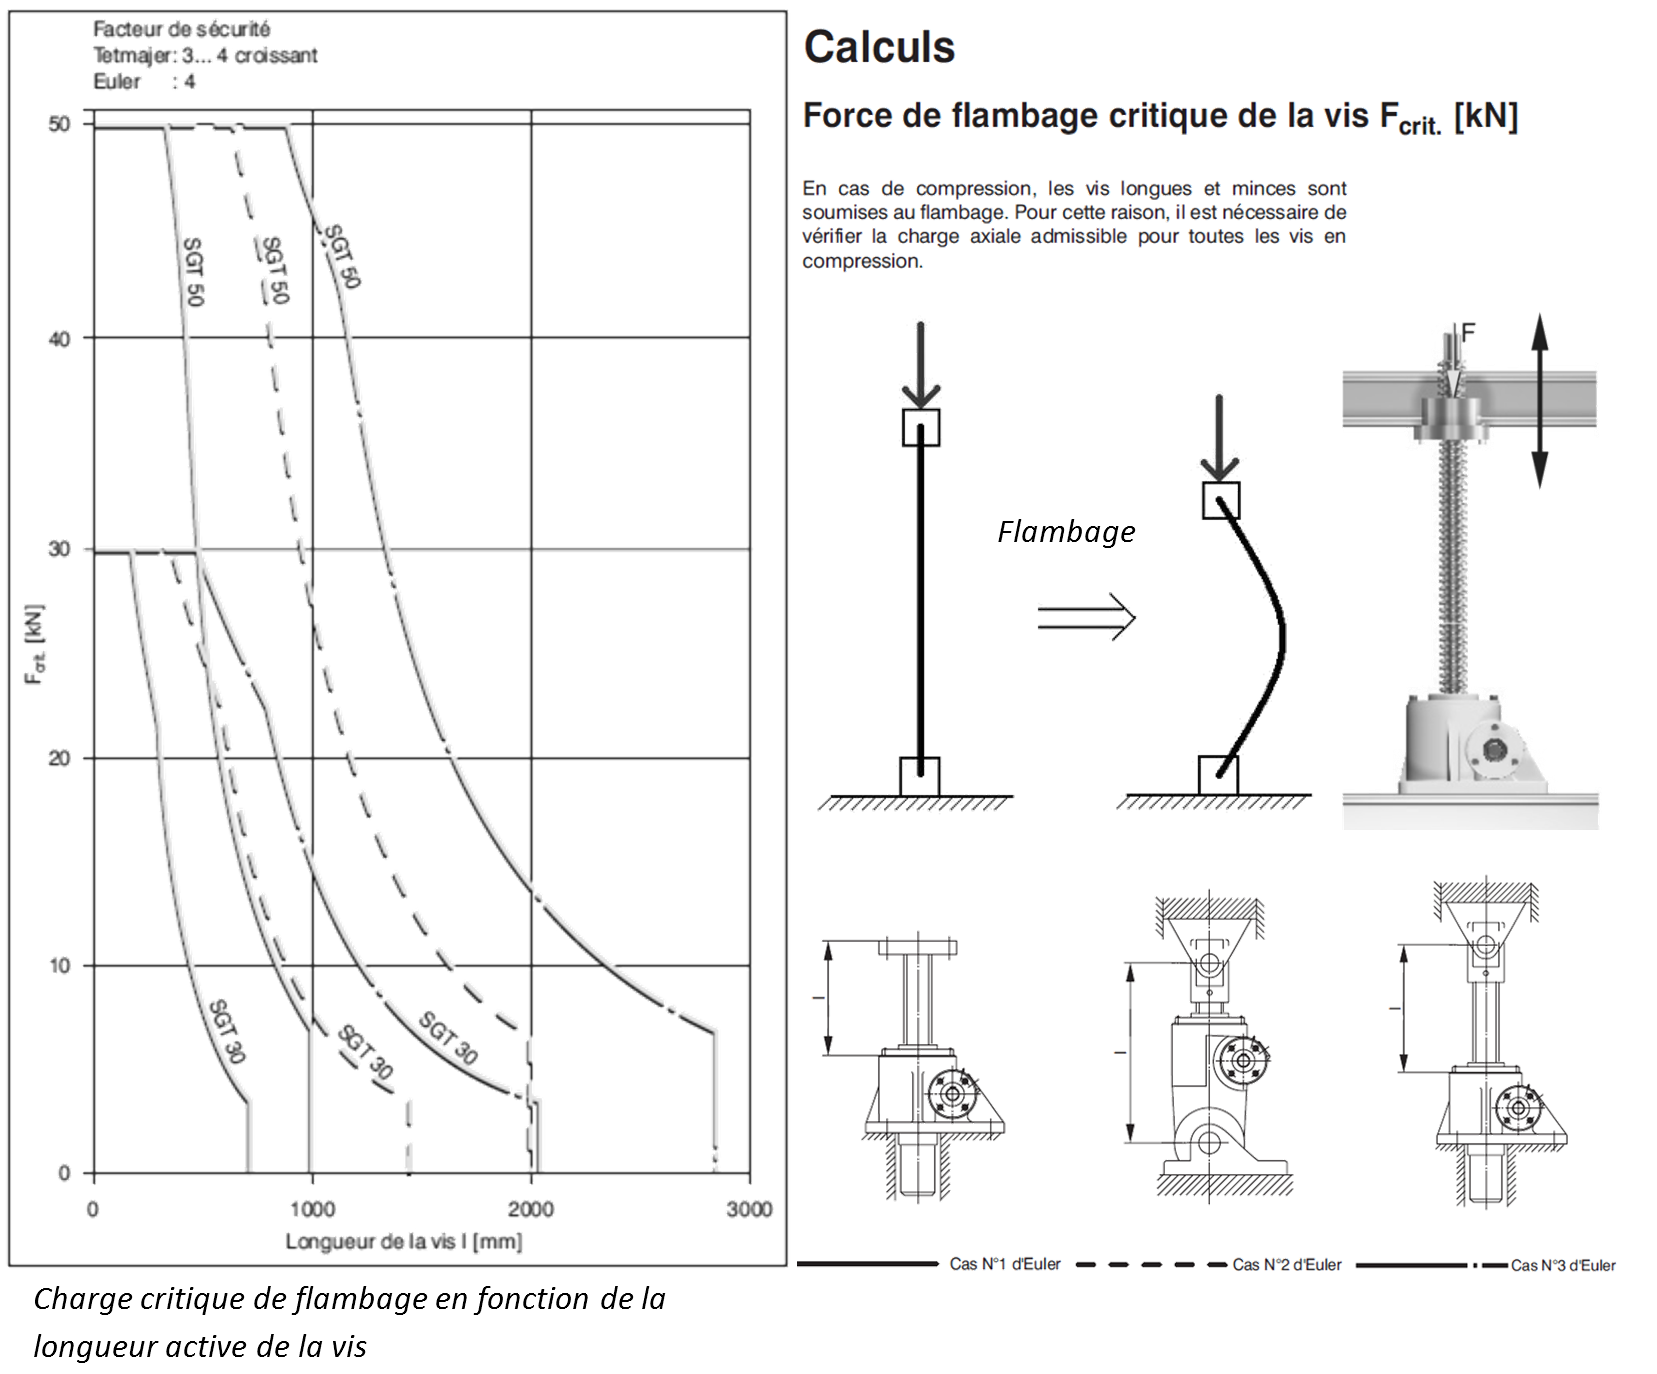 Facteur de sécurité
Tetmajer: 3... 4 croissant
Euler : 4
50
40
30
20
10
0
F crit. [kN]
SGT 50
SGT 50
SGT 50
SGT 30
SGT 30
SGT 30
0 1000 2000 3000
Longueur de la vis l [mm]
Charge critique de flambage en fonction de la
longueur active de la vis
Calculs
Force de flambage critique de la vis Fcrit. [kN]
En cas de compression, les vis longues et minces sont
soumises au flambage. Pour cette raison, il est nécessaire de
vérifier la charge axiale admissible pour toutes les vis en
compression.
Flambage
F
l
l
l
Cas N°1 d'Euler
Cas N°2 d'Euler
Cas N°3 d'Euler